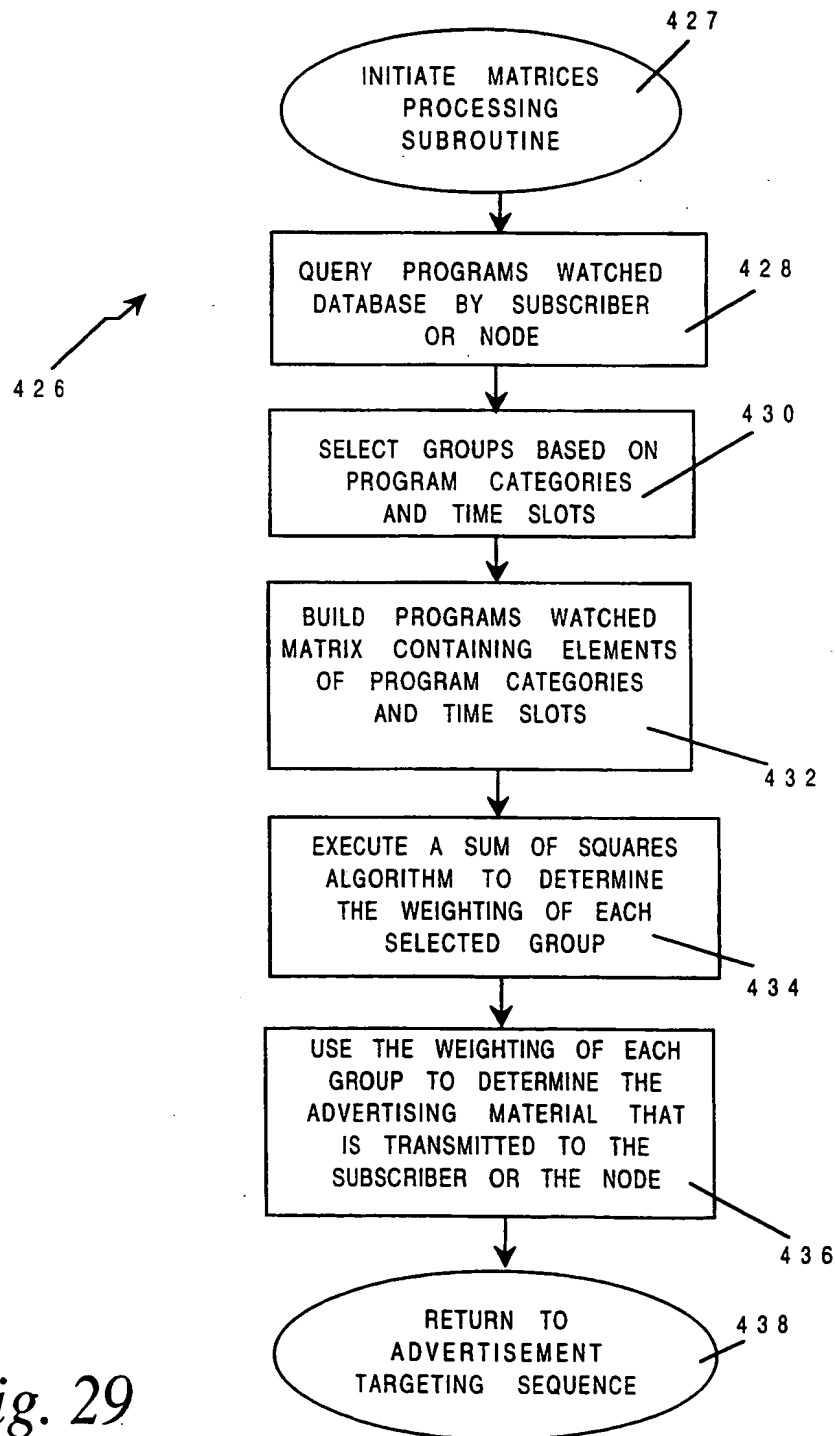 427
INITIATE MATRICES
PROCESSING
SUBROUTINE
428
QUERY PROGRAMS WATCHED
DATABASE BY SUBSCRIBER
OR NODE
426
430
SELECT GROUPS BASED ON
PROGRAM CATEGORIES
AND TIME SLOTS
BUILD PROGRAMS WATCHED
MATRIX CONTAINING ELEMENTS
OF PROGRAM CATEGORIES
AND TIME SLOTS
432
EXECUTE A SUM OF SQUARES
ALGORITHM TO DETERMINE
THE WEIGHTING OF EACH
SELECTED GROUP
434
USE THE WEIGHTING OF EACH
GROUP TO DETERMINE THE
ADVERTISING MATERIAL THAT
IS TRANSMITTED TO THE
SUBSCRIBER OR THE NODE
436
RETURN TO
ADVERTISEMENT
TARGETING SEQUENCE
438
ig. 29